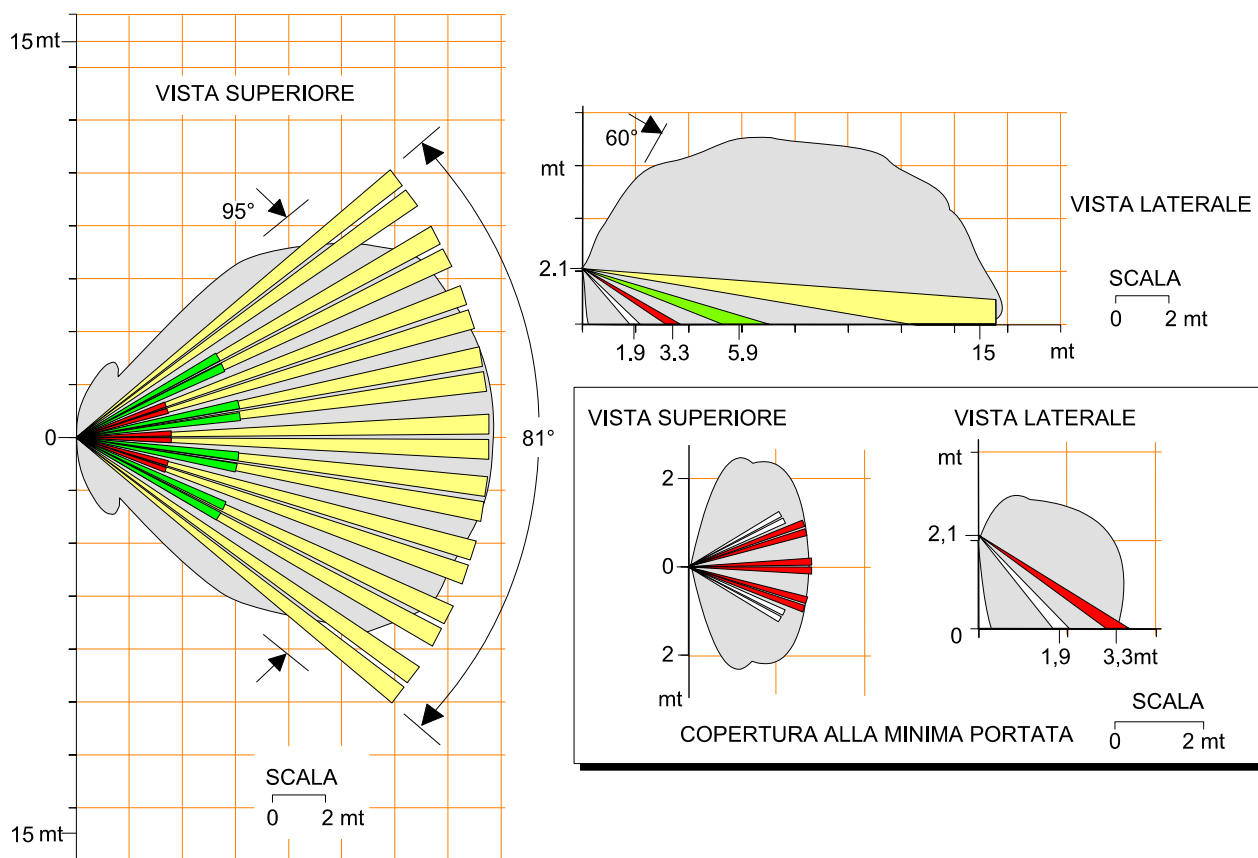 15 mt
VISTA SUPERIORE
95°
0
81°
SCALA
0 2 mt
15 mt
60°
mt
2.1
VISTA LATERALE
SCALA
0 2 mt
1.9 3.3 5.9 15 mt
VISTA SUPERIORE
2
0
2
mt
VISTA LATERALE
mt
2,1
0
1,9 3,3mt
COPERTURA ALLA MINIMA PORTATA
SCALA
0 2 mt